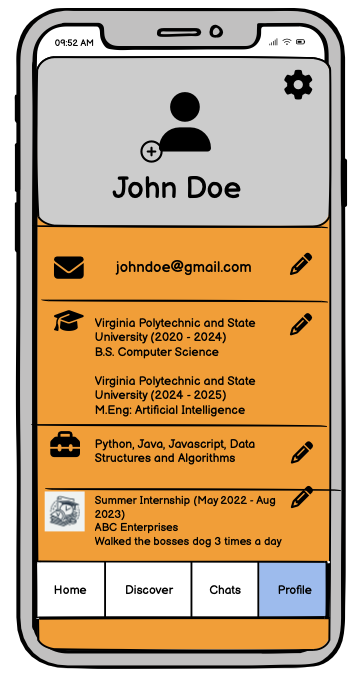 09:52 AM
John Doe
johndoe@gmail.com
Virginia Polytechnic and State
University (2020 - 2024)
B.S. Computer Science
Virginia Polytechnic and State
University (2024 - 2025)
M.Eng: Artificial Intelligence
Python, Java, Javascript, Data
Structures and Algorithms
Summer Internship (May 2022 - Aug
2023)
ABC Enterprises
Walked the bosses dog 3 times a day
Home
Discover
Chats
Profile